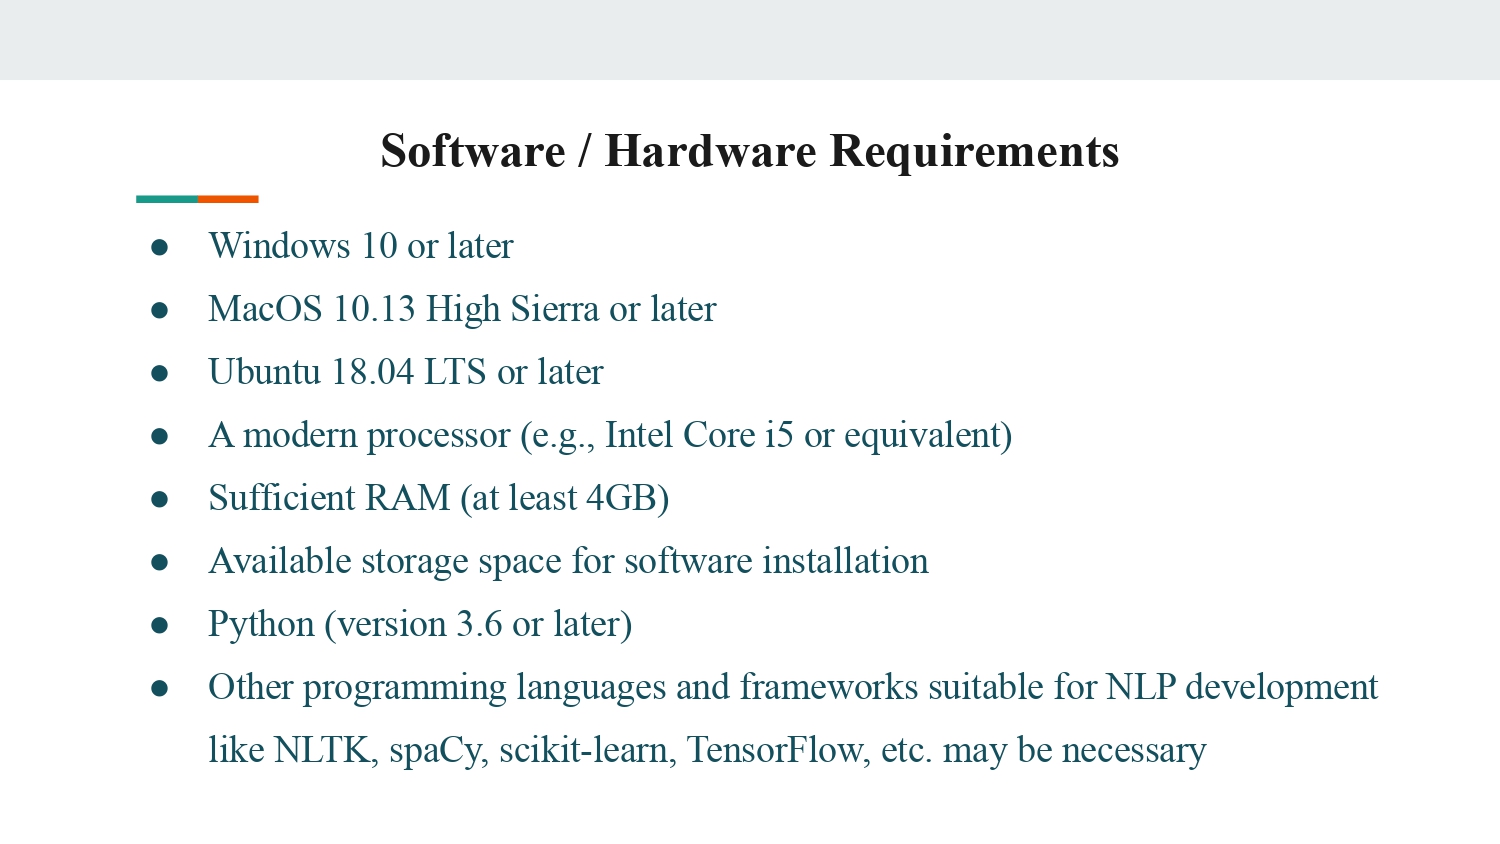 Software / Hardware Requirements
● Windows 10 or later
● MacOS 10.13 High Sierra or later
● Ubuntu 18.04 LTS or later
● A modern processor (e.g., Intel Core i5 or equivalent)
● Sufficient RAM (at least 4GB)
● Available storage space for software installation
● Python (version 3.6 or later)
● Other programming languages and frameworks suitable for NLP development
like NLTK, spaCy, scikit-learn, TensorFlow, etc. may be necessary